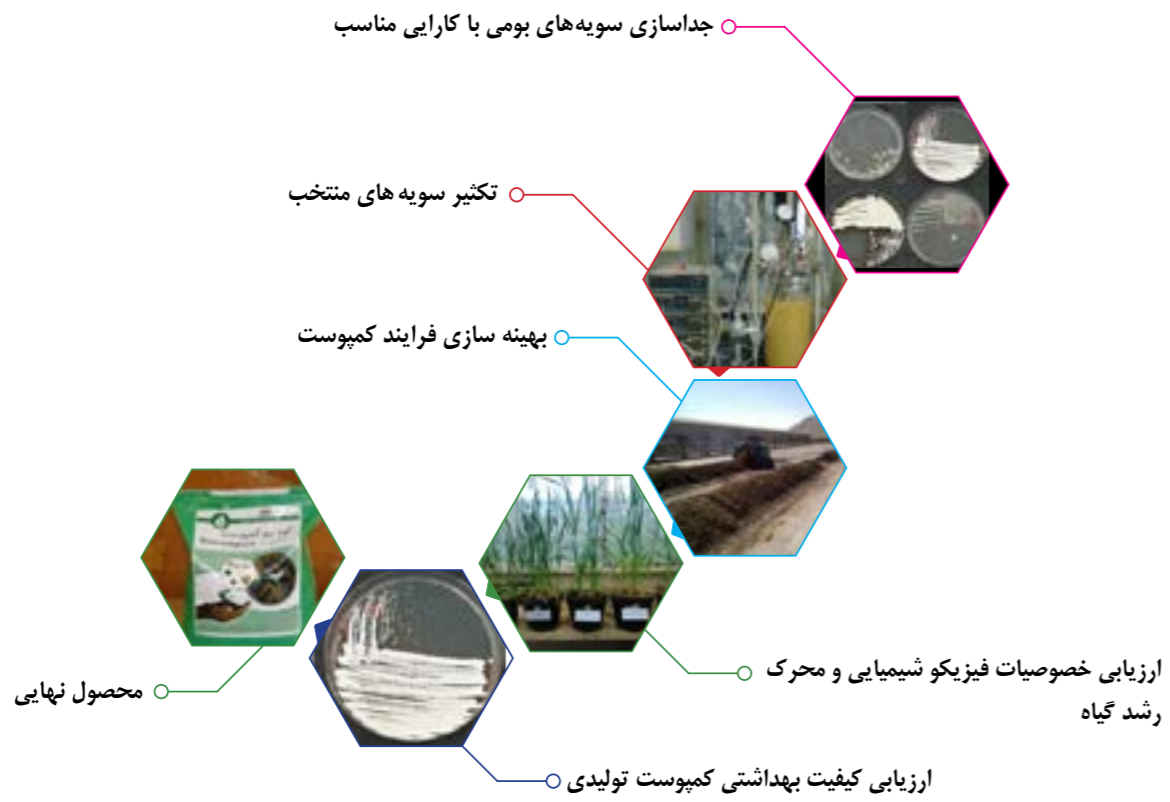 جداسازی سویه‌های بومی با کارایی مناسب
تکثیر سویه های منتخب
بهینه سازی فرایند کمپوست
ارزیابی خصوصیات فیزیکو شیمیایی و محرک
رشد گیاه
ارزیابی کیفیت بهداشتی کمپوست تولیدی
محصول نهایی